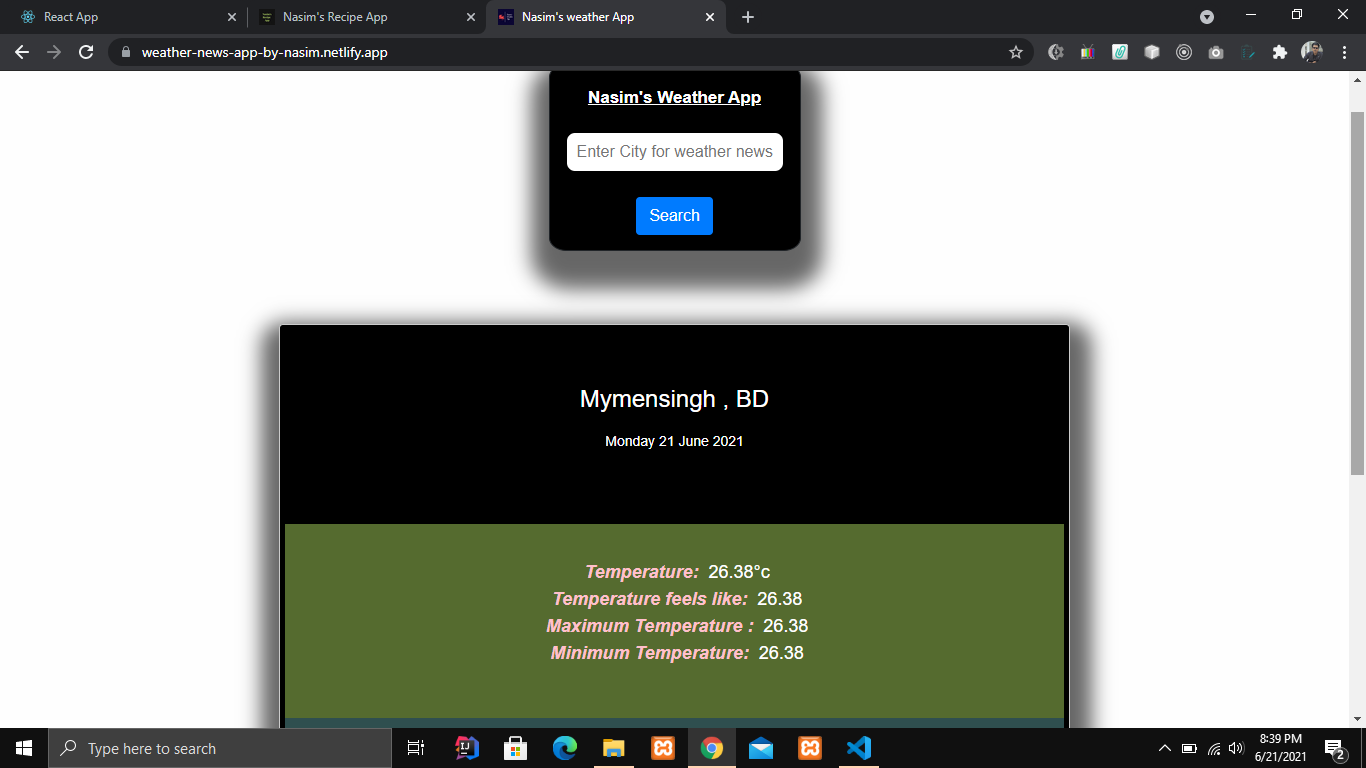 React App
Nasim's Recipe App
Nasim's weather App
weather-news-app-by-nasim.netlify.app
Nasim's Weather App
Enter City for weather news
Search
Mymensingh , BD
Monday 21 June 2021
Temperature: 26.38°c
Temperature feels like: 26.38
Maximum Temperature : 26.38
Minimum Temperature: 26.38
Type here to search
8:39 PM
6/21/2021
2